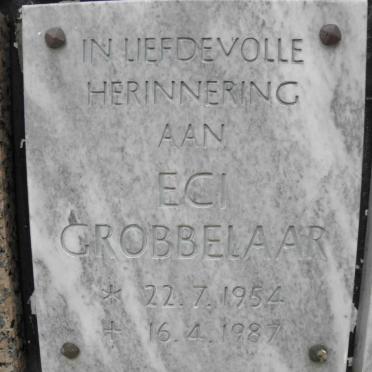 IN LIEFDEVOLLE
HERINNERING
AAN
ECI
GROBBELAAR
* 22.7.1954
+ 16.4.1987